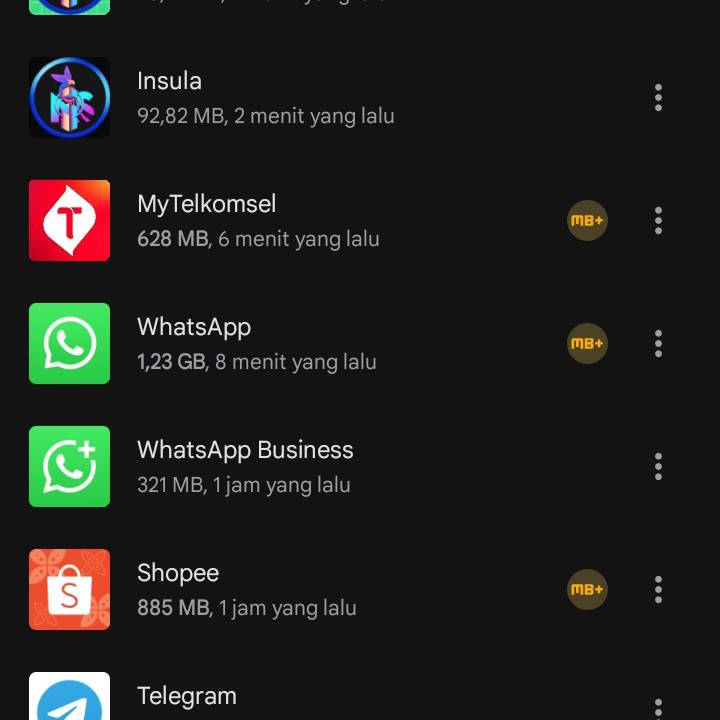 Insula
92,82 MB, 2 menit yang lalu
MyTelkomsel
628 MB, 6 menit yang lalu
MB+
WhatsApp
1,23 GB, 8 menit yang lalu
MB+
WhatsApp Business
321 MB, 1 jam yang lalu
Shopee
885 MB, 1 jam yang lalu
MB+
Telegram